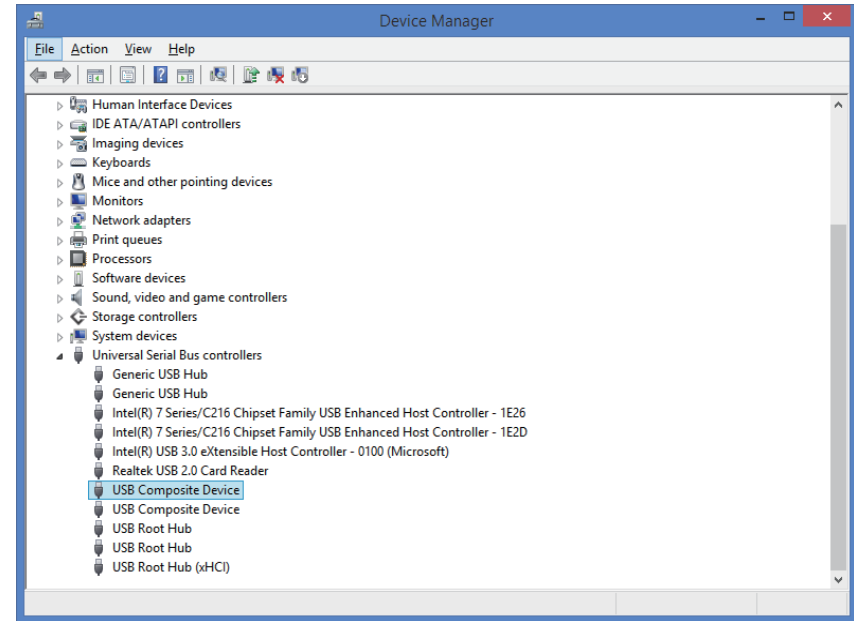 Device Manager
File Action View Help
Human Interface Devices
IDE ATA/ATAPI controllers
Imaging devices
Keyboards
Mice and other pointing devices
Monitors
Network adapters
Print queues
Processors
Software devices
Sound, video and game controllers
Storage controllers
System devices
Universal Serial Bus controllers
Generic USB Hub
Generic USB Hub
Intel(R) 7 Series/C216 Chipset Family USB Enhanced Host Controller - 1E26
Intel(R) 7 Series/C216 Chipset Family USB Enhanced Host Controller - 1E2D
Intel(R) USB 3.0 eXtensible Host Controller - 0100 (Microsoft)
Realtek USB 2.0 Card Reader
USB Composite Device
USB Composite Device
USB Root Hub
USB Root Hub
USB Root Hub (xHCI)